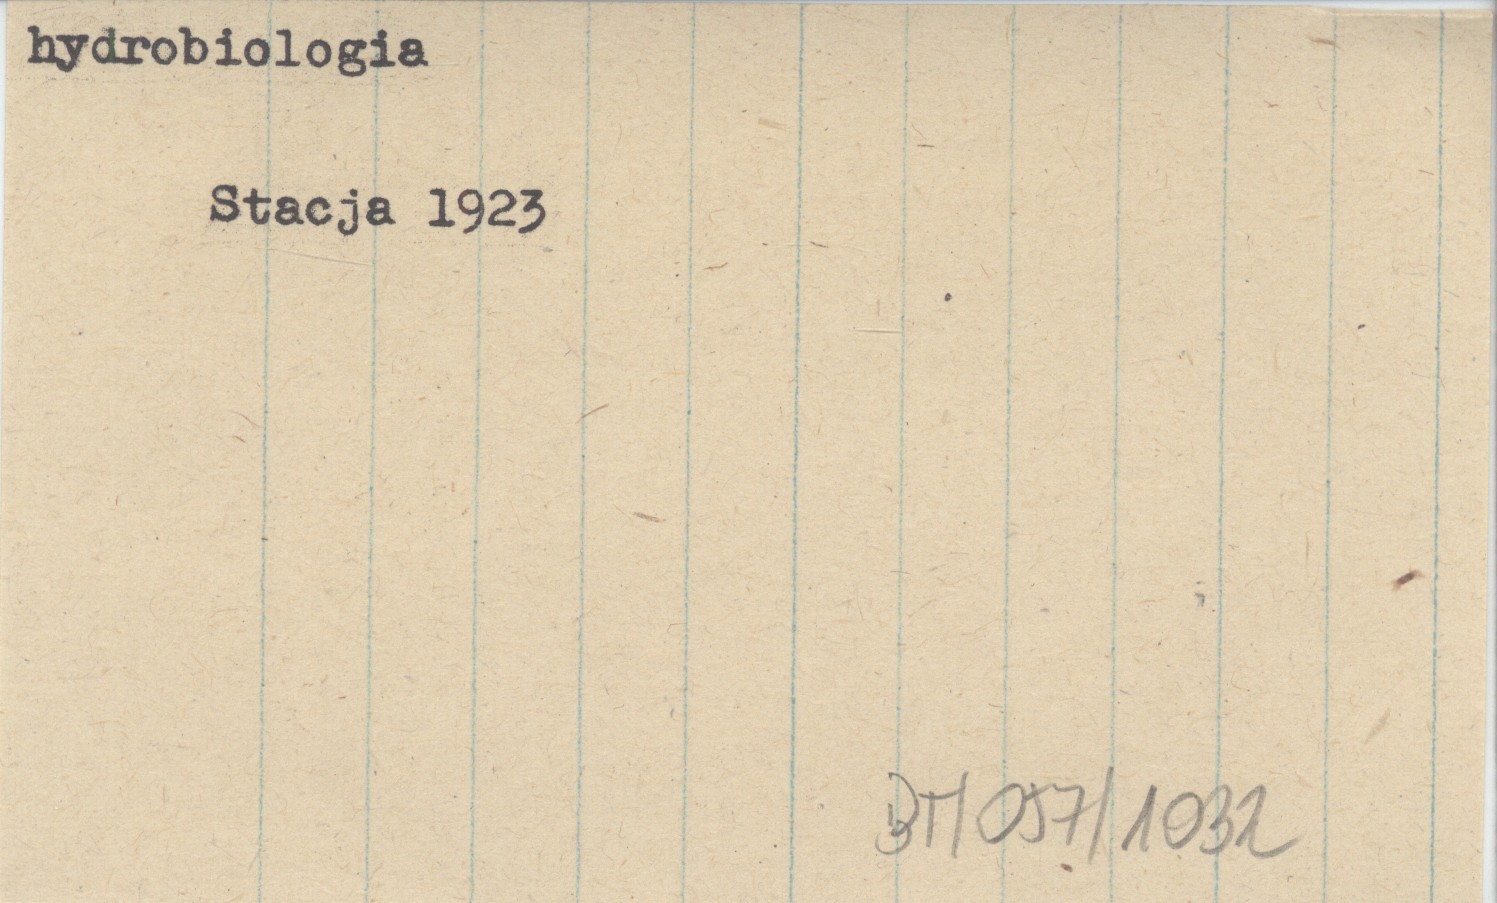 hydrobiologia
Stacja 1923
BT/057/1032